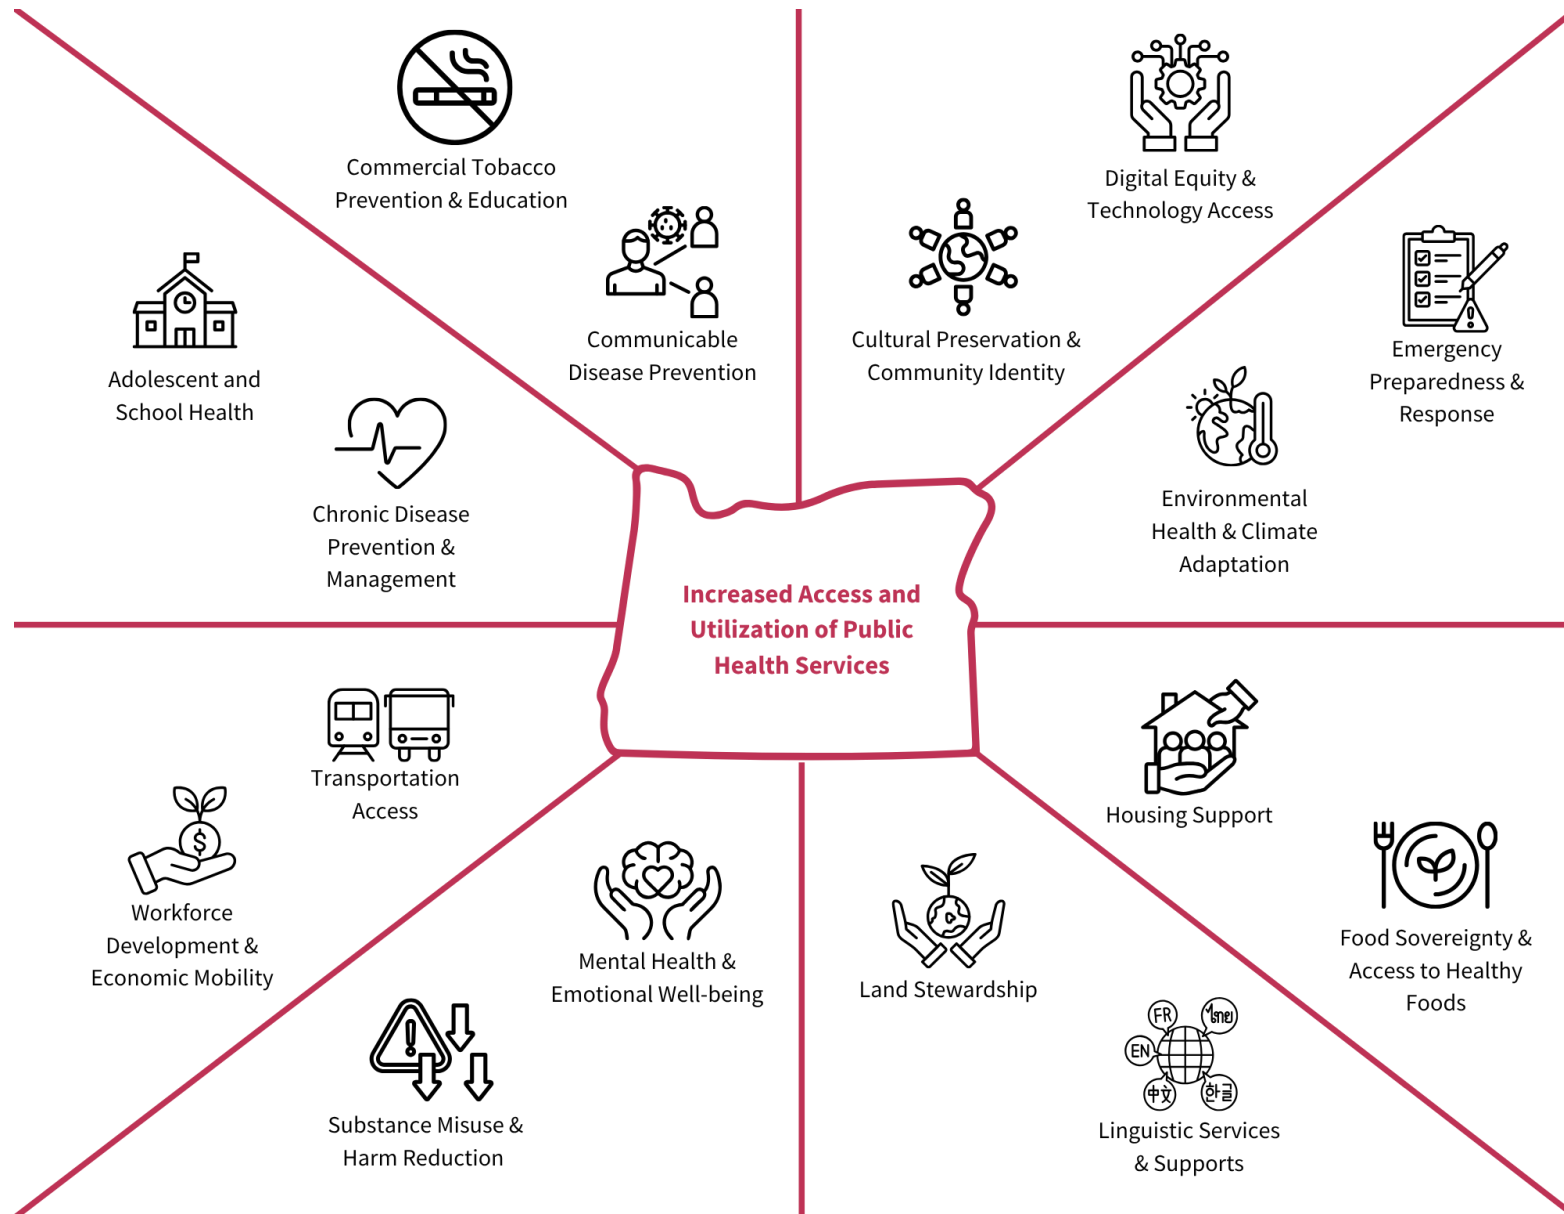 Commercial Tobacco
Prevention & Education
Communicable
Disease Prevention
Adolescent and
School Health
Chronic Disease
Prevention &
Management
Digital Equity &
Technology Access
Cultural Preservation &
Community Identity
Emergency
Preparedness &
Response
Environmental
Health & Climate
Adaptation
Increased Access and
Utilization of Public
Health Services
Transportation
Access
$
Workforce
Development &
Economic Mobility
Mental Health &
Emotional Well-being
Substance Misuse &
Harm Reduction
Land Stewardship
Housing Support
Food Sovereignty &
Access to Healthy
Foods
FR
ไทย
EN
中文
한글
Linguistic Services
& Supports